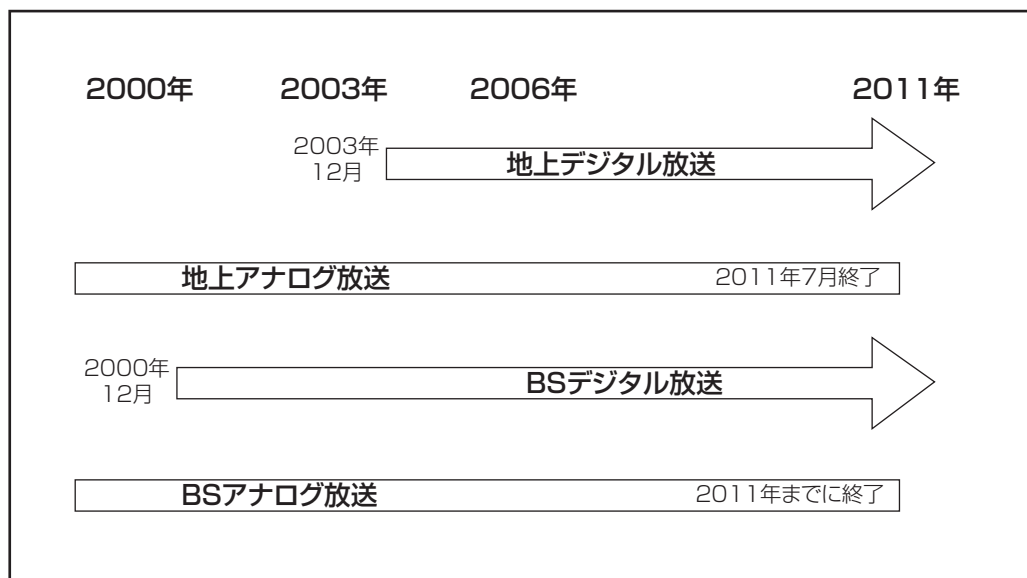 2000年 2003年 2006年 2011年
2003年
12月
地上デジタル放送
地上アナログ放送 2011年7月終了
2000年
12月
BSデジタル放送
BSアナログ放送 2011年までに終了